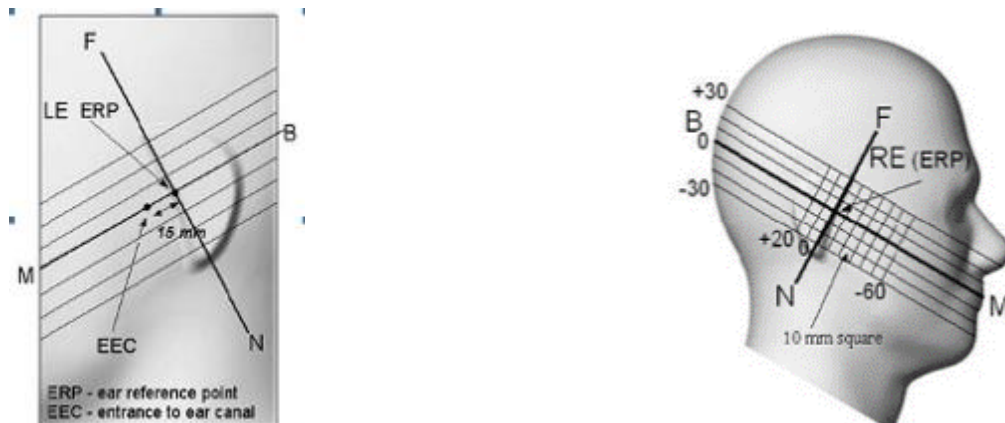 F
LE ERP
B
15 mm
M
EEC
N
ERP - ear reference point
EEC - entrance to ear canal
+30
B
0
F
RE (ERP)
-30
+20
0
N
-60
M
10 mm square